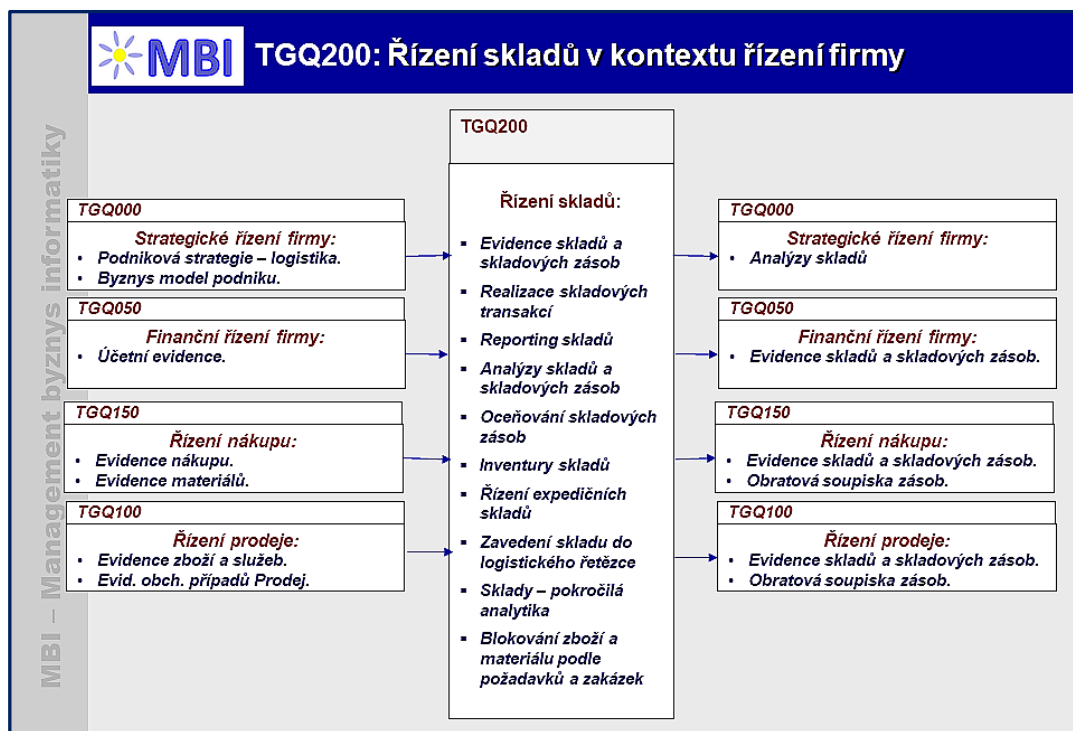 MBI
TGQ200: Řízení skladů v kontextu řízení firmy
MBI – Management byznys informatiky
TGQ000
Strategické řízení firmy:
• Podniková strategie – logistika.
• Byznys model podniku.
TGQ050
Finanční řízení firmy:
• Účetní evidence.
TGQ150
Řízení nákupu:
• Evidence nákupu.
• Evidence materiálů.
TGQ100
Řízení prodeje:
• Evidence zboží a služeb.
• Evid. obch. případů Prodej.
TGQ200
Řízení skladů:
▪ Evidence skladů a
skladových zásob
▪ Realizace skladových
transakcí
▪ Reporting skladů
▪ Analýzy skladů a
skladových zásob
▪ Oceňování skladových
zásob
▪ Inventury skladů
▪ Řízení expedičních
skladů
▪ Zavedení skladu do
logistického řetězce
▪ Sklady – pokročilá
analytika
▪ Blokování zboží a
materiálu podle
požadavků a zakázek
TGQ000
Strategické řízení firmy:
• Analýzy skladů
TGQ050
Finanční řízení firmy:
• Evidence skladů a skladových zásob.
TGQ150
Řízení nákupu:
• Evidence skladů a skladových zásob.
• Obratová soupiska zásob.
TGQ100
Řízení prodeje:
• Evidence skladů a skladových zásob.
• Obratová soupiska zásob.